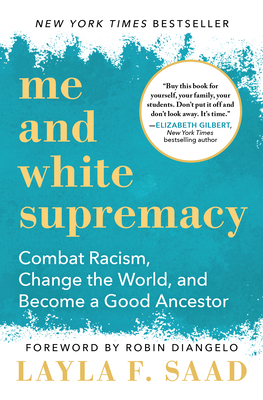 NEW YORK TIMES BESTSELLER
me
and
white
supremacy
"Buy this book for
yourself, your family, your
students. Don't put it off and
don't look away. It's time."
—ELIZABETH GILBERT,
New York Times
bestselling author
Combat Racism,
Change the World, and
Become a Good Ancestor
FOREWORD BY ROBIN DIANGELO
LAYLA F. SAAD